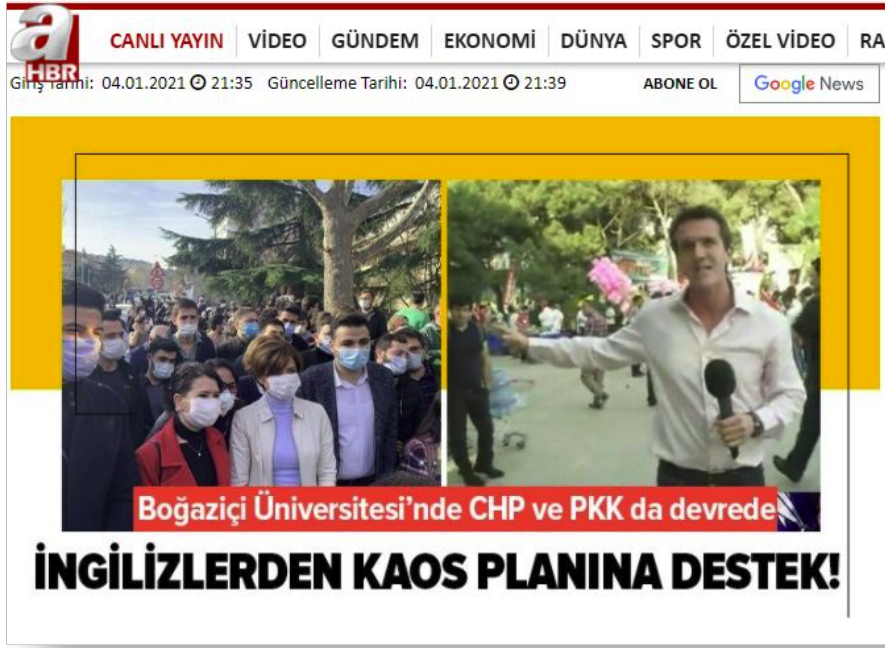 a
HBR
CANLI YAYIN VİDEO GÜNDEM EKONOMİ DÜNYA SPOR ÖZEL VİDEO RA
Giriş Tarihi: 04.01.2021 21:35 Güncelleme Tarihi: 04.01.2021 21:39 ABONE OL Google News
Boğaziçi Üniversitesi’nde CHP ve PKK da devrede
İNGİLİZLERDEN KAOS PLANINA DESTEK!